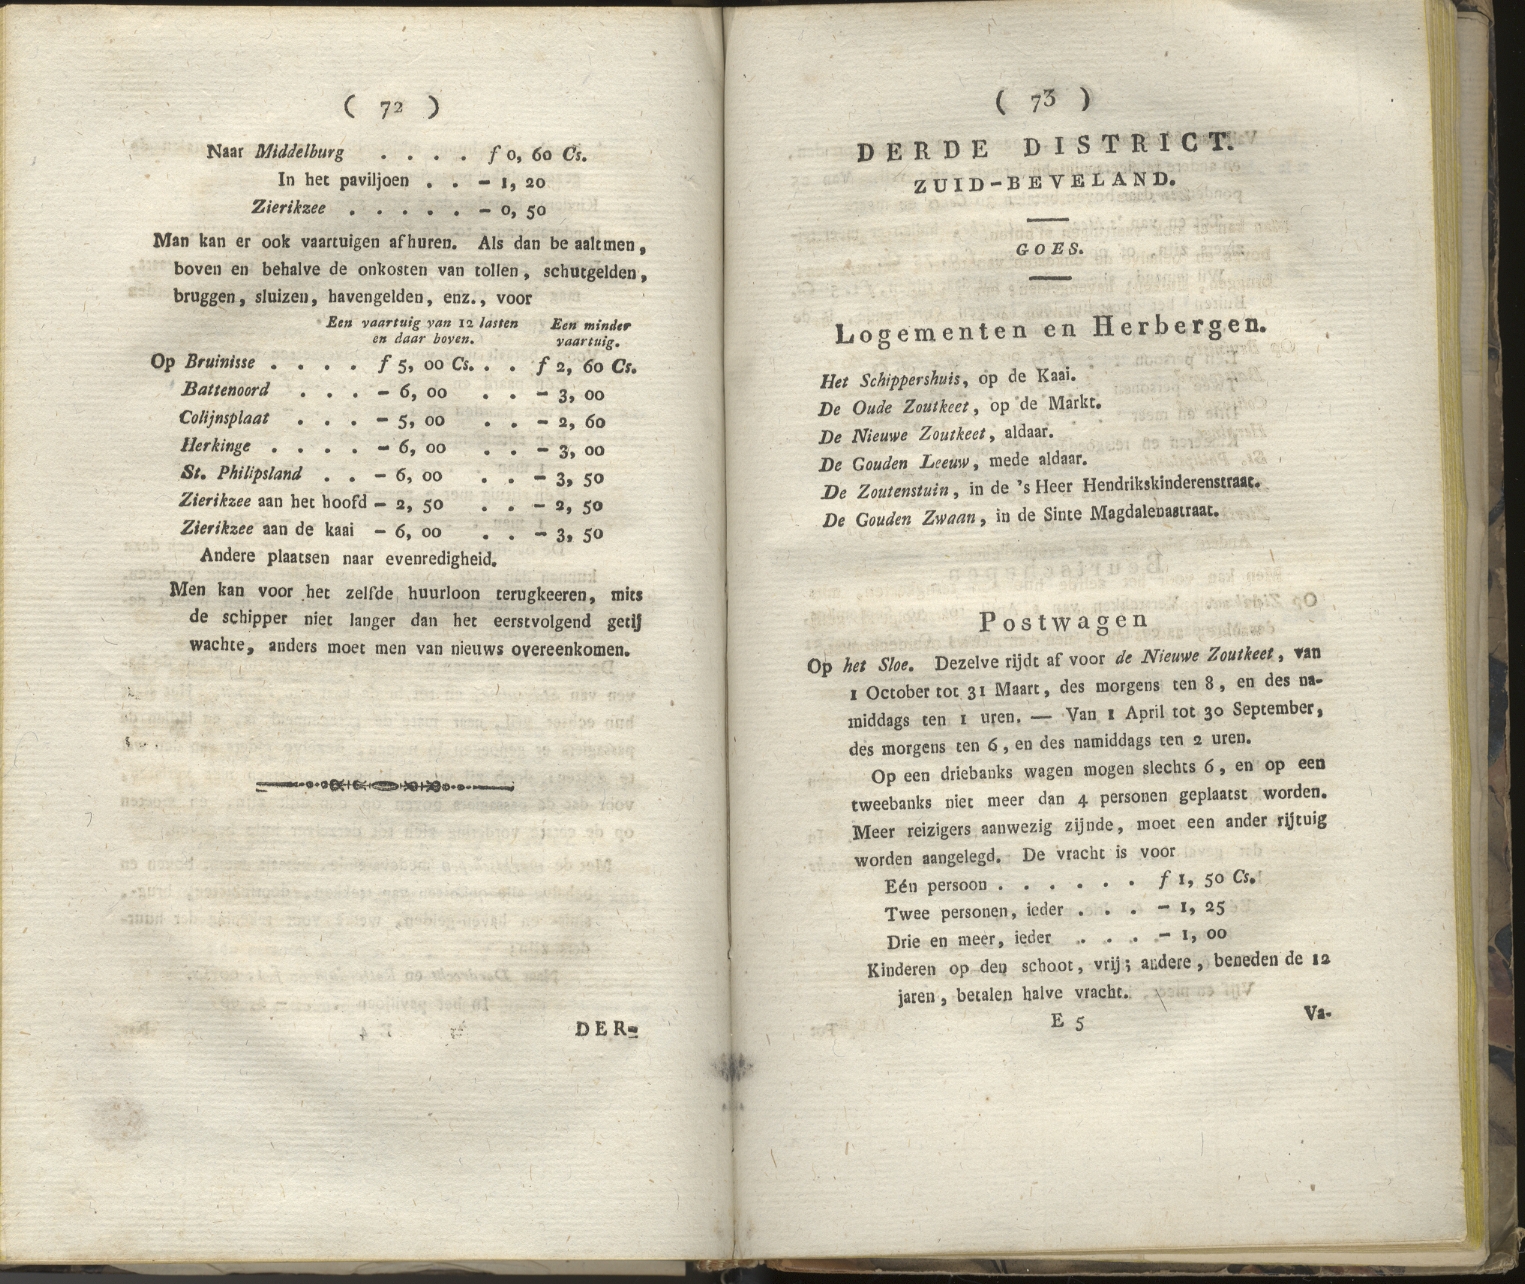 ( 72 )
Naar Middelburg . . . . f 0, 60 Cs.
In het paviljoen . . - 1, 20
Zierikzee . . . . . - 0, 50
Man kan er ook vaartuigen afhuren. Als dan be aaltmen,
boven en behalve de onkosten van tollen, schutgelden,
bruggen, sluizen, havengelden, enz., voor
Een vaartuig van 12 lasten Een minder
en daar boven. vaartuig.
Op Bruinisse . . . . f 5, 00 Cs. . . f 2, 60 Cs.
Battenoord . . . - 6, 00 . . - 3, 00
Colijnsplaat . . . - 5, 00 . . - 2, 60
Herkinge . . . . - 6, 00 . . - 3, 00
St. Philipsland . . - 6, 00 . . - 3, 50
Zierikzee aan het hoofd - 2, 50 . . - 2, 50
Zierikzee aan de kaai - 6, 00 . . - 3, 50
Andere plaatsen naar evenredigheid.
Men kan voor het zelfde huurloon terugkeeren, mits
de schipper niet langer dan het eerstvolgend getij
wachte, anders moet men van nieuws overeenkomen.
DER-
( 73 )
DERDE DISTRICT.
ZUID-BEVELAND.
GOES.
Logementen en Herbergen.
Het Schippershuis, op de Kaai.
De Oude Zoutkeet, op de Markt.
De Nieuwe Zoutkeet, aldaar.
De Gouden Leeuw, mede aldaar.
De Zoutenstuin, in de 's Heer Hendrikskinderenstraat.
De Gouden Zwaan, in de Sinte Magdalenastraat.
Postwagen
Op het Sloe. Dezelve rijdt af voor de Nieuwe Zoutkeet, van
1 October tot 31 Maart, des morgens ten 8, en des na-
middags ten 1 uren. — Van 1 April tot 30 September,
des morgens ten 6, en des namiddags ten 2 uren.
Op een driebanks wagen mogen slechts 6, en op een
tweebanks niet meer dan 4 personen geplaatst worden.
Meer reizigers aanwezig zijnde, moet een ander rijtuig
worden aangelegd. De vracht is voor
Eén persoon . . . . . . f 1, 50 Cs.
Twee personen, ieder . . . - 1, 25
Drie en meer, ieder . . . - 1, 00
Kinderen op den schoot, vrij; andere, beneden de 12
jaren, betalen halve vracht.
E 5
Va-